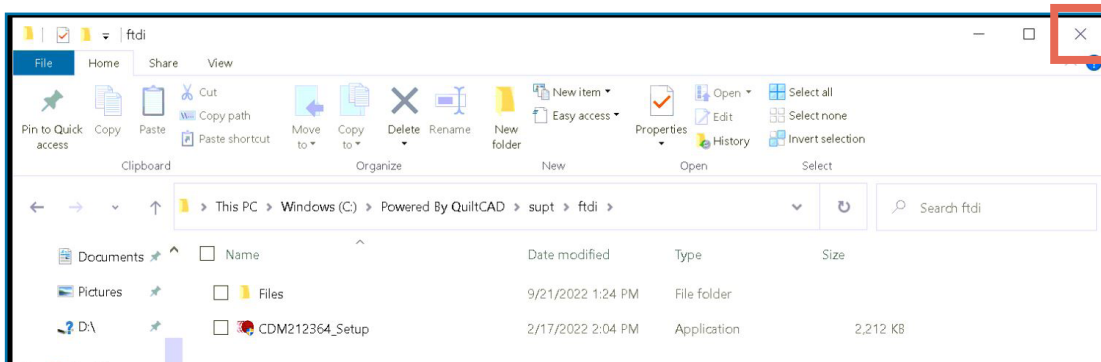 ftdi
File Home Share View
Pin to Quick access
Copy
Paste
Cut
Copy path
Paste shortcut
Clipboard
Move to
Copy to
Delete
Rename
Organize
New folder
New item
Easy access
New
Properties
Open
Edit
History
Open
Select all
Select none
Invert selection
Select
This PC > Windows (C:) > Powered By QuiltCAD > supt > ftdi >
Search ftdi
Name Date modified Type Size
Documents
Pictures
D:\
Files 9/21/2022 1:24 PM File folder
CDM212364_Setup 2/17/2022 2:04 PM Application 2,212 KB